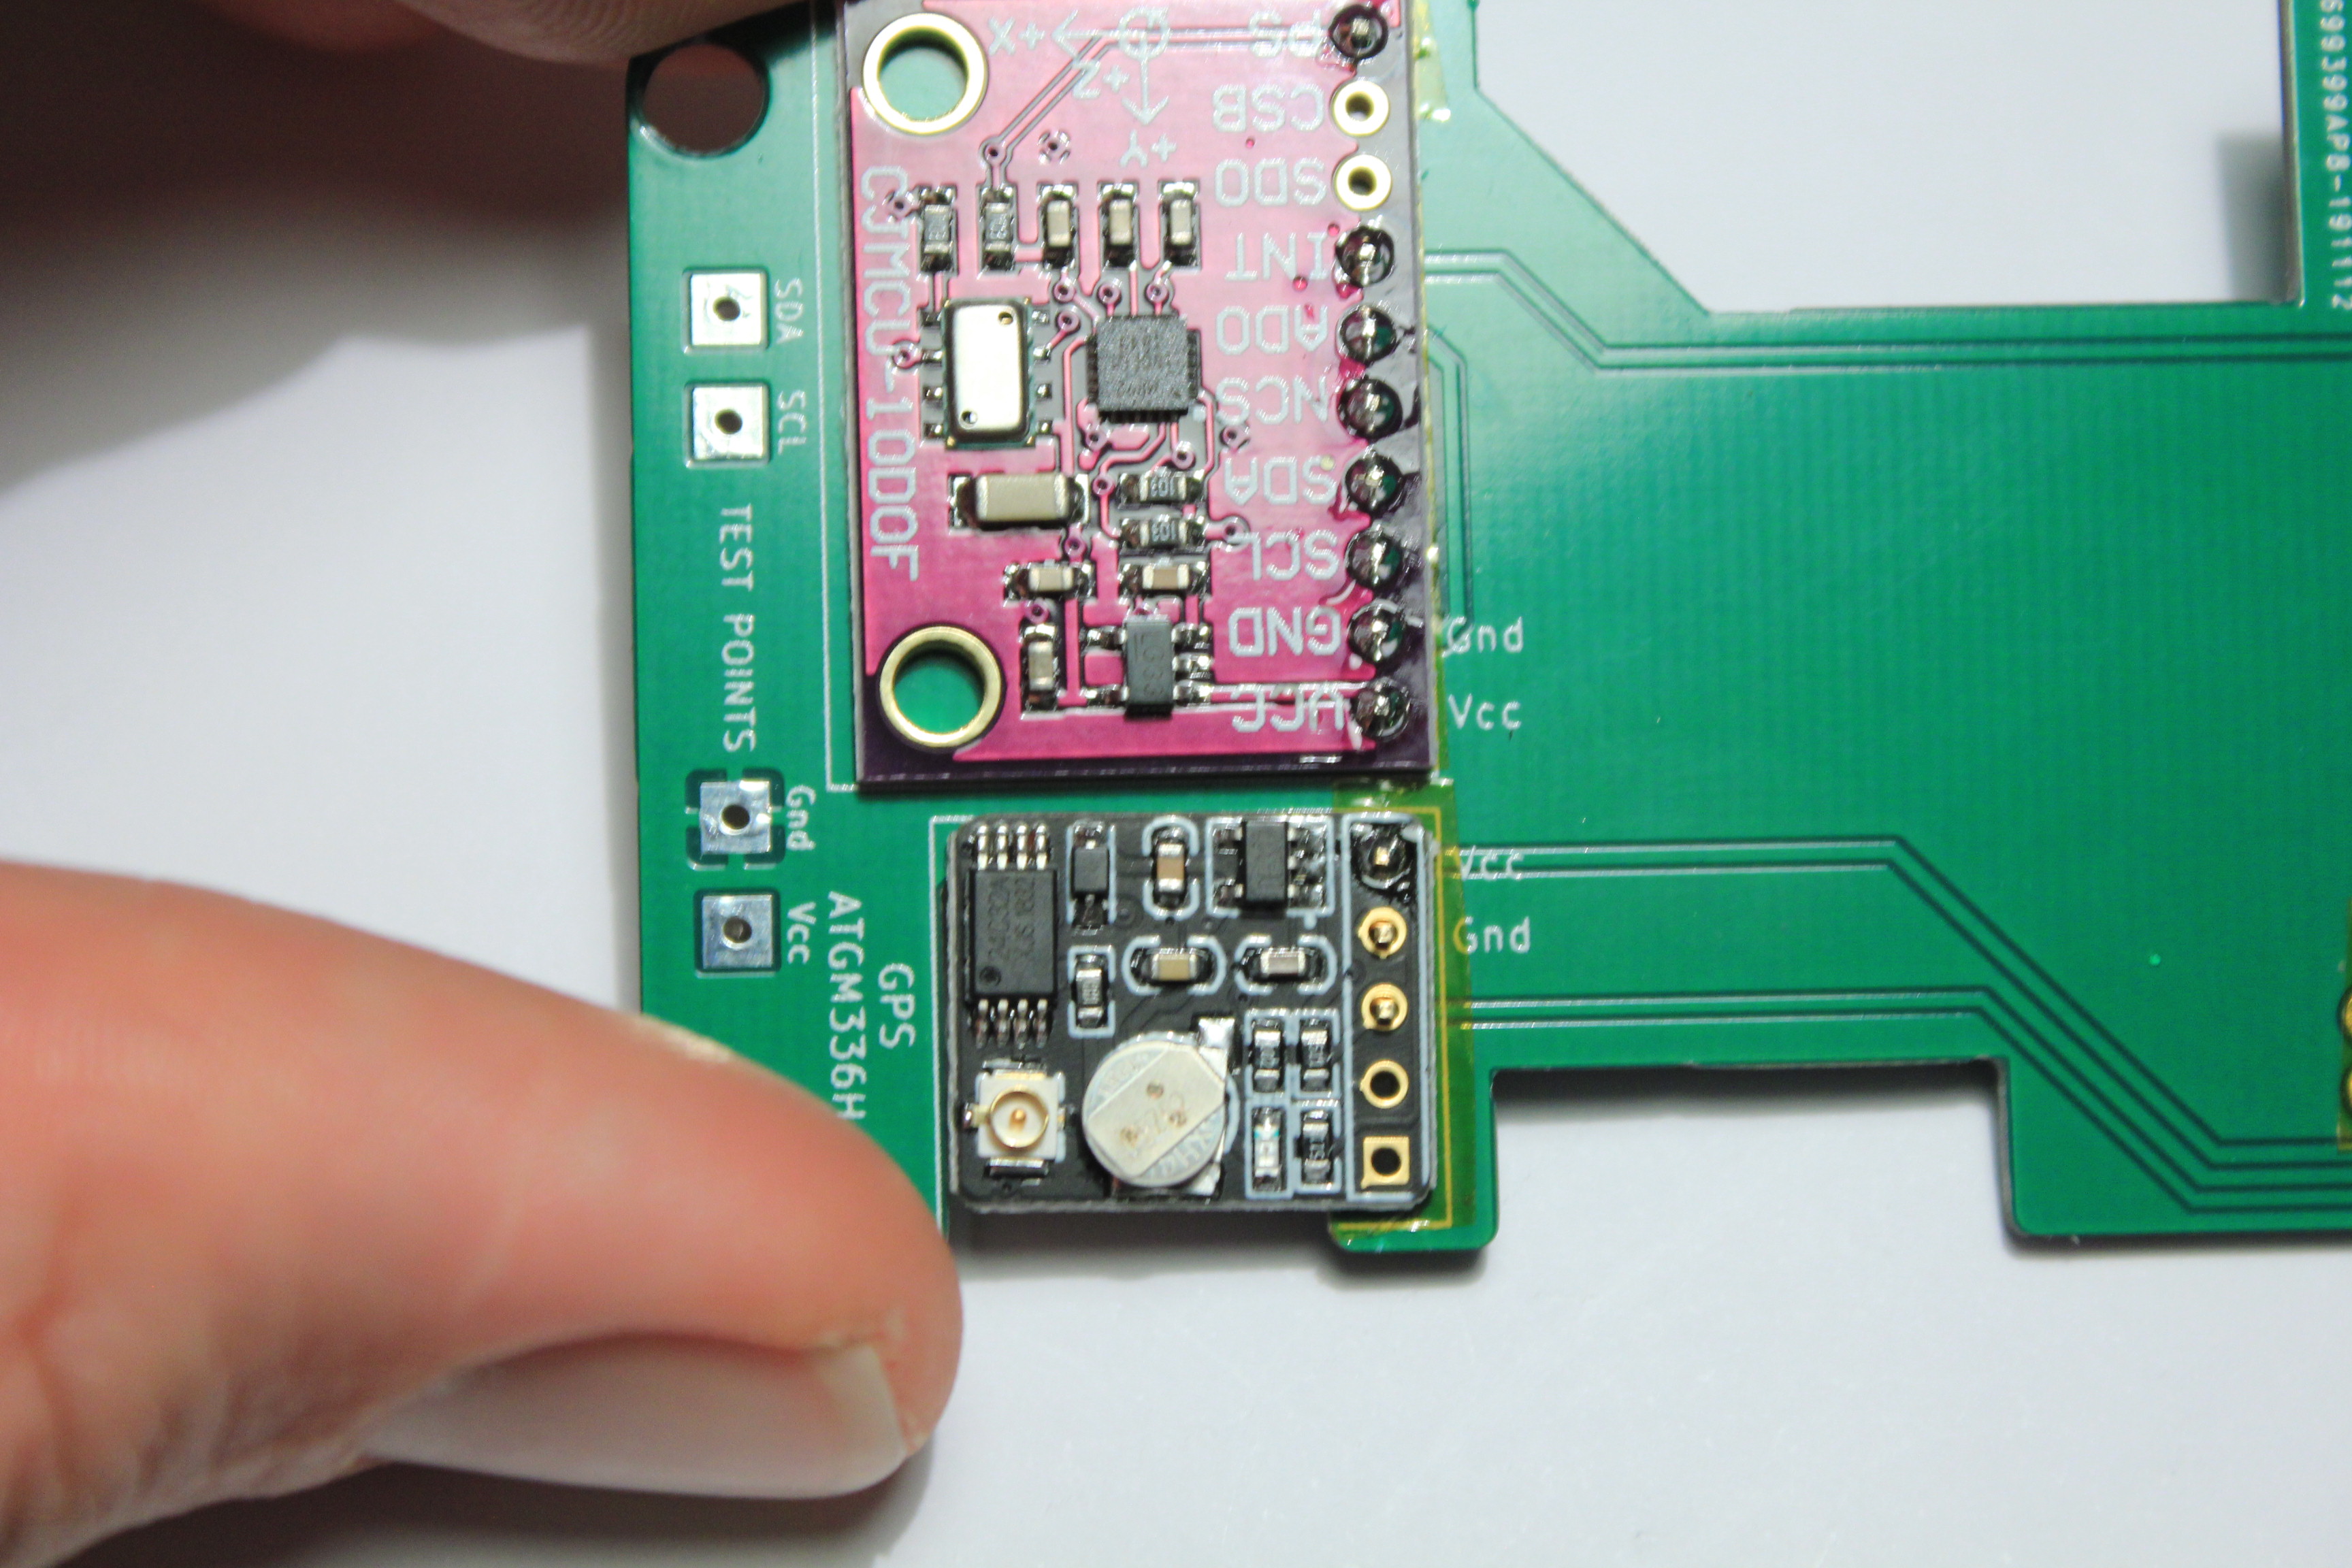 PS
+X
+Z
+Y
CSB
SDO
INT
ADO
NCS
SDA
SCL
GND
VCC
CJMCU-10DOF
SDA
SCL
TEST POINTS
Gnd
Vcc
Gnd
Vcc
Vcc
Gnd
GPS
ATGM336H
24C32A